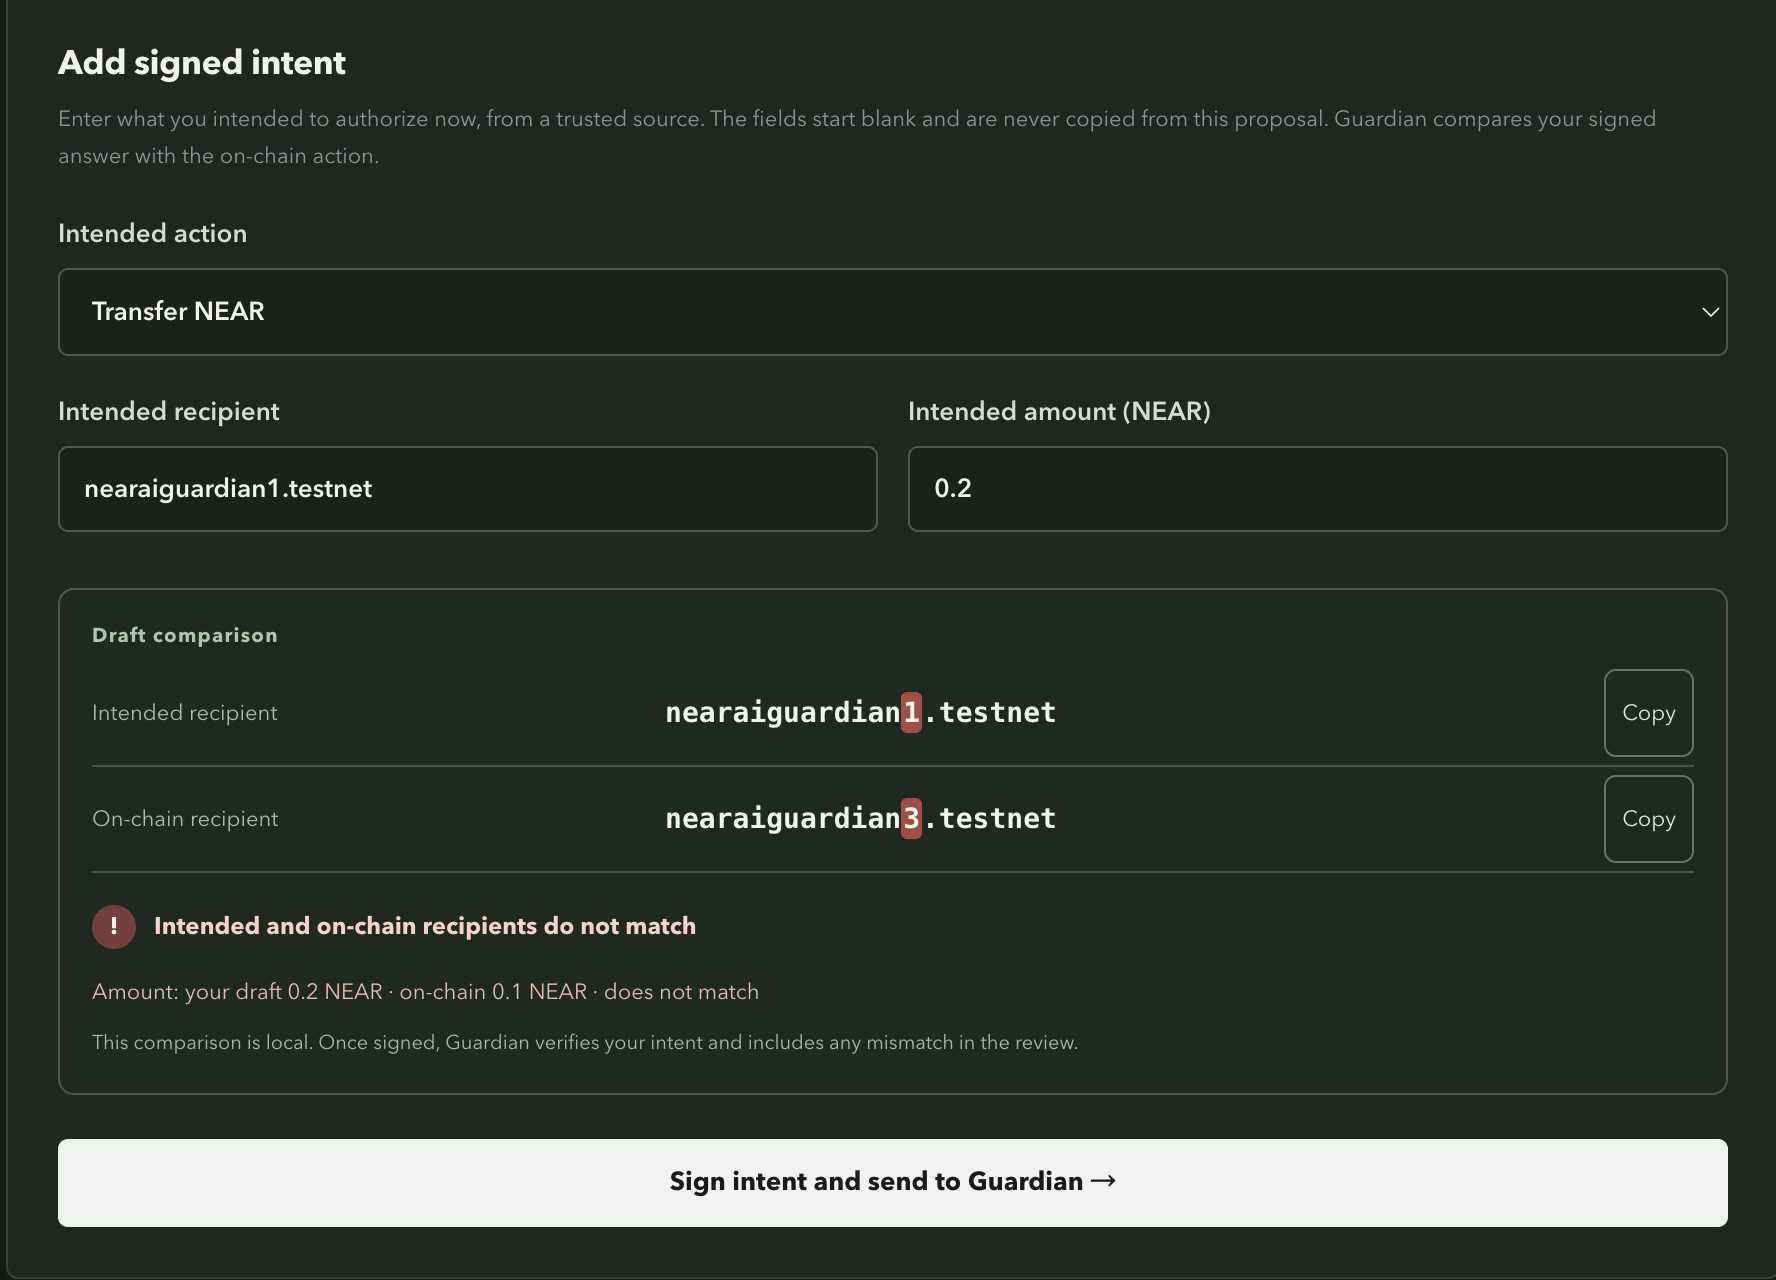 Add signed intent
Enter what you intended to authorize now, from a trusted source. The fields start blank and are never copied from this proposal. Guardian compares your signed
answer with the on-chain action.
Intended action
Transfer NEAR
Intended recipient
Intended amount (NEAR)
nearaiguardian1.testnet
0.2
Draft comparison
Intended recipient
nearaiguardian1.testnet
Copy
On-chain recipient
nearaiguardian3.testnet
Copy
! Intended and on-chain recipients do not match
Amount: your draft 0.2 NEAR · on-chain 0.1 NEAR · does not match
This comparison is local. Once signed, Guardian verifies your intent and includes any mismatch in the review.
Sign intent and send to Guardian →